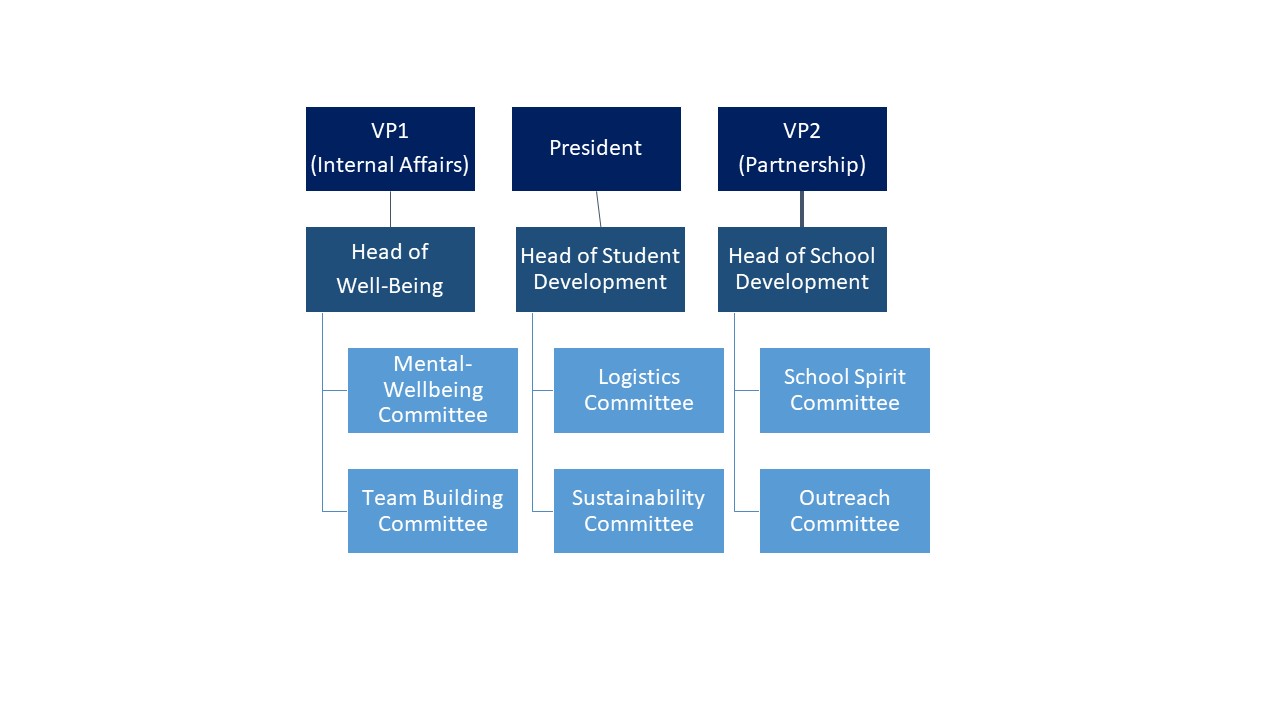 VP1
(Internal Affairs)
President
VP2
(Partnership)
Head of
Well-Being
Head of Student
Development
Head of School
Development
Mental-
Wellbeing
Committee
Logistics
Committee
School Spirit
Committee
Team Building
Committee
Sustainability
Committee
Outreach
Committee